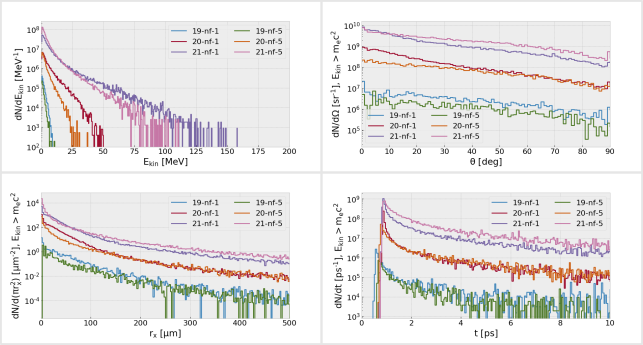 19-nf-1 19-nf-5
20-nf-1 20-nf-5
21-nf-1 21-nf-5
dN/dE_kin [MeV⁻¹]
10⁸
10⁷
10⁶
10⁵
10⁴
10³
10²
0 25 50 75 100 125 150 175 200
E_kin [MeV]
dN/dΩ [sr⁻¹], E_kin > m_ec²
10¹⁰
10⁹
10⁸
10⁷
10⁶
10⁵
19-nf-1 19-nf-5
20-nf-1 20-nf-5
21-nf-1 21-nf-5
0 10 20 30 40 50 60 70 80 90
θ [deg]
dN/d(πr_x²) [μm⁻²], E_kin > m_ec²
10⁴
10²
10⁰
10⁻²
10⁻⁴
19-nf-1 19-nf-5
20-nf-1 20-nf-5
21-nf-1 21-nf-5
0 100 200 300 400 500
r_x [μm]
dN/dt [ps⁻¹], E_kin > m_ec²
10⁹
10⁸
10⁷
10⁶
10⁵
10⁴
10³
19-nf-1 19-nf-5
20-nf-1 20-nf-5
21-nf-1 21-nf-5
0 2 4 6 8 10
t [ps]